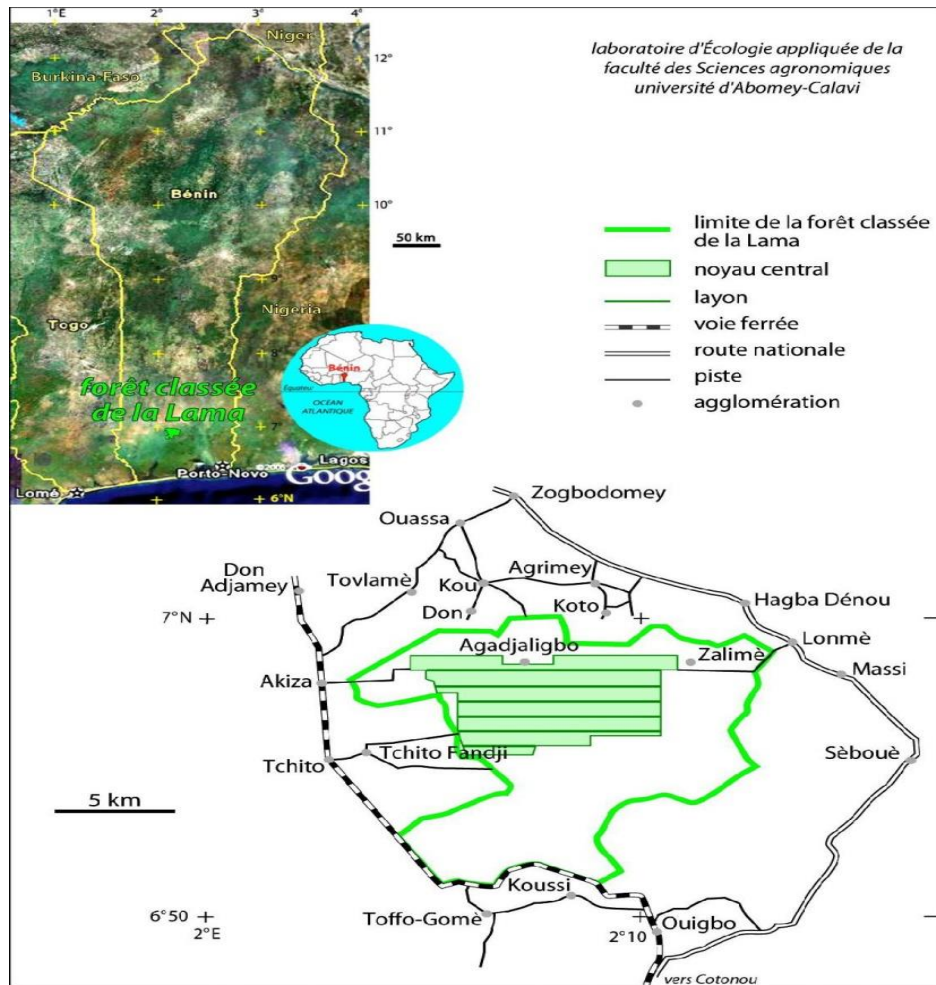 1°E
2°
3°
4°
Niger
12°
Burkina-Faso
11°
Bénin
10°
50 km
9°
Nigéria
Togo
8°
forêt classée
de la Lama
7°
Lagos
Porto-Novo
Lomé
6°N
Bénin
Équateur
OCÉAN
ATLANTIQUE
laboratoire d'Écologie appliquée de la
faculté des Sciences agronomiques
université d'Abomey-Calavi
limite de la forêt classée
de la Lama
noyau central
layon
voie ferrée
route nationale
piste
agglomération
Zogbodomey
Ouassa
Don
Adjamey
Tovlamè
Kou
Agrimey
Don
Koto
Hagba Dénou
7°N
Lonmè
Agadjaligbo
Zalimè
Massi
Akiza
Tchito Fandji
Tchito
Sèbouè
5 km
Koussi
Toffo-Gomè
Ouigbo
6°50
2°E
2°10
vers Cotonou